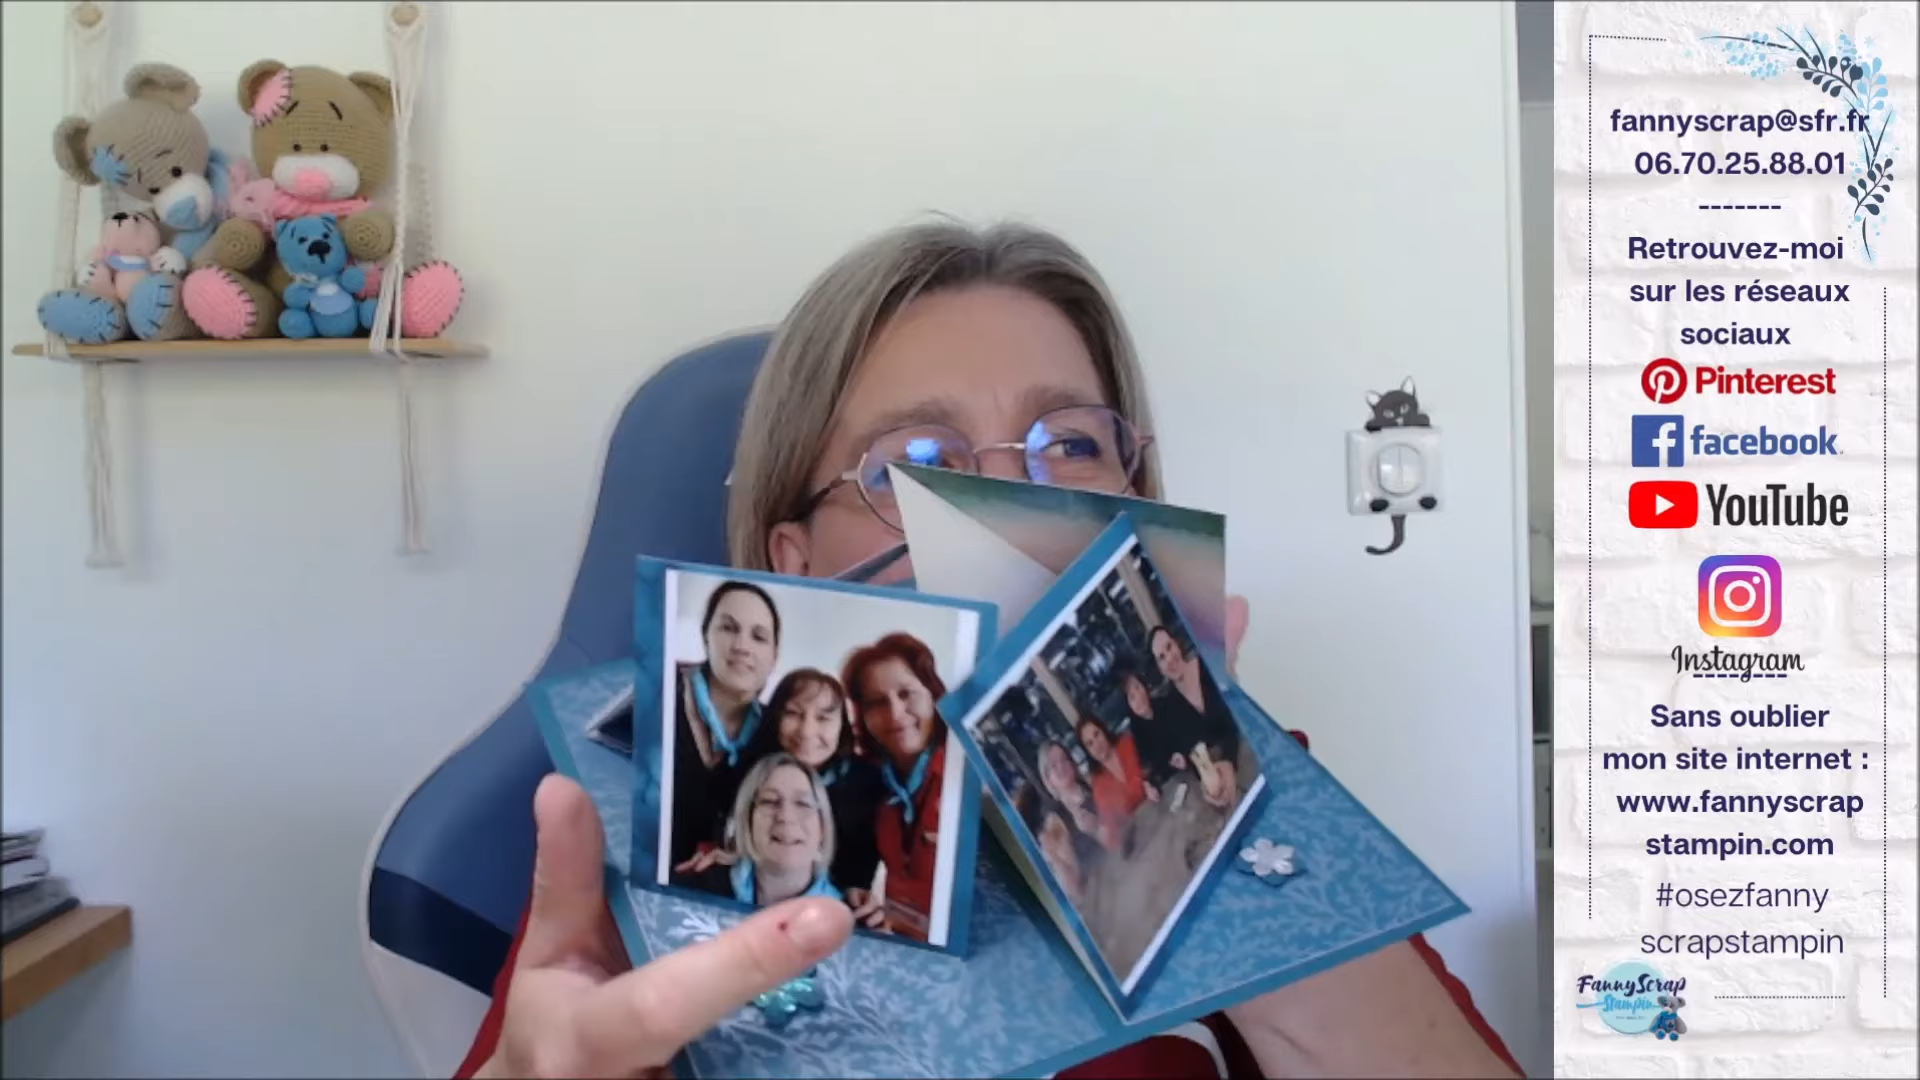 fannyscrap@sfr.fr
06.70.25.88.01
-------
Retrouvez-moi
sur les réseaux
sociaux
Pinterest
facebook
YouTube
Instagram
--------
Sans oublier
mon site internet :
www.fannyscrap
stampin.com
#osezfanny
scrapstampin
FannyScrap
Stampin